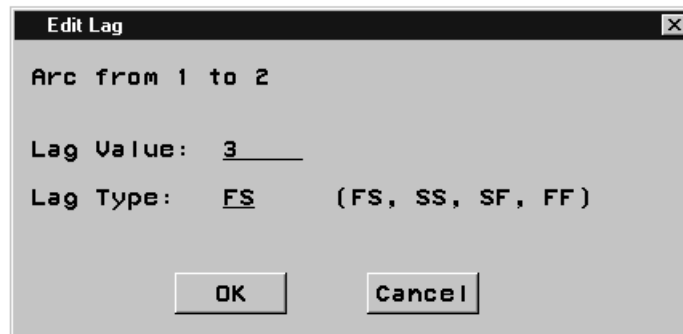 Edit Lag
Arc from 1 to 2
Lag Value: 3
Lag Type: FS (FS, SS, SF, FF)
OK Cancel